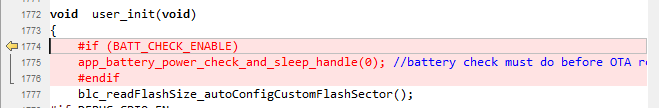 1772 void user_init(void)
1773 {
1774 #if (BATT_CHECK_ENABLE)
1775 app_battery_power_check_and_sleep_handle(0); //battery check must do before OTA
1776 #endif
1777 blc_readFlashSize_autoConfigCustomFlashSector();